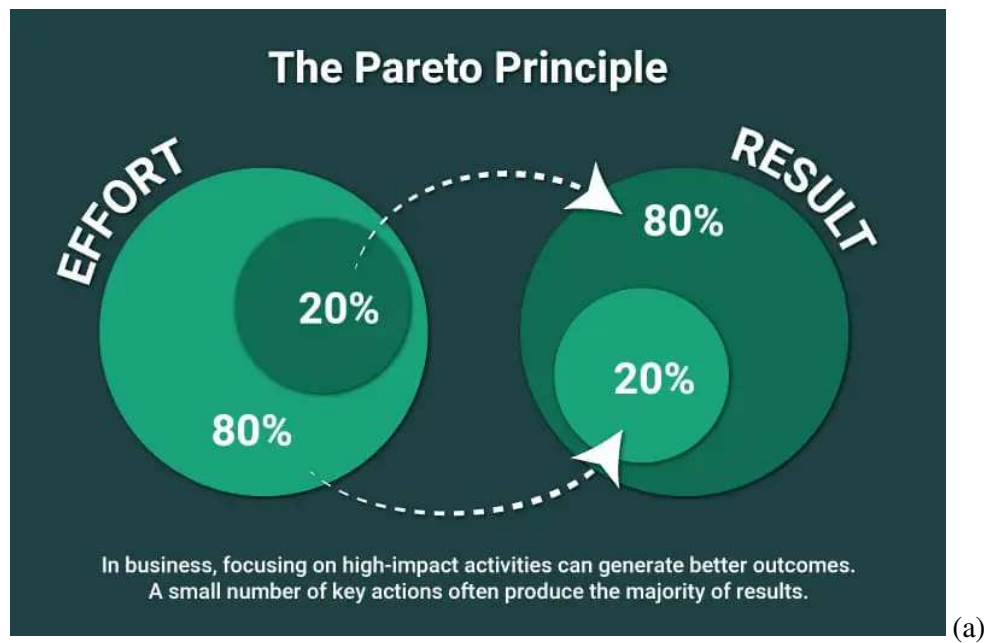 The Pareto Principle
EFFORT
RESULT
80%
20%
20%
80%
In business, focusing on high-impact activities can generate better outcomes.
A small number of key actions often produce the majority of results.
(a)